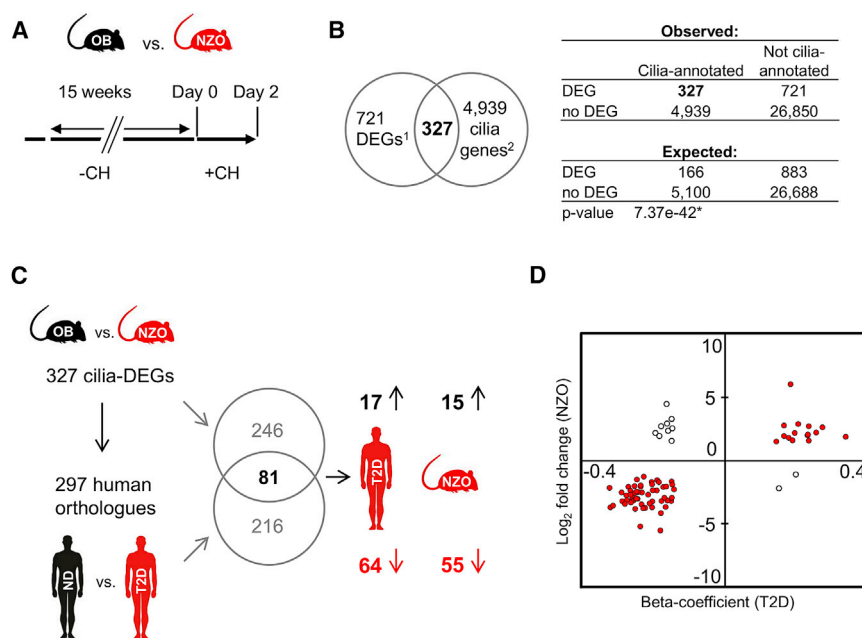 A
OB vs. NZO
15 weeks Day 0 Day 2
-CH +CH
B
721
DEGs1
327
4,939
cilia
genes2
Observed:
Cilia-annotated Not cilia-
annotated
DEG 327 721
no DEG 4,939 26,850
Expected:
DEG 166 883
no DEG 5,100 26,688
p-value 7.37e-42*
C
OB vs. NZO
327 cilia-DEGs
297 human
orthologues
ND vs. T2D
246
81
216
17 15
T2D NZO
64 55
D
Log2 fold change (NZO)
10
5
0
-0.4 0.4
-5
-10
Beta-coefficient (T2D)